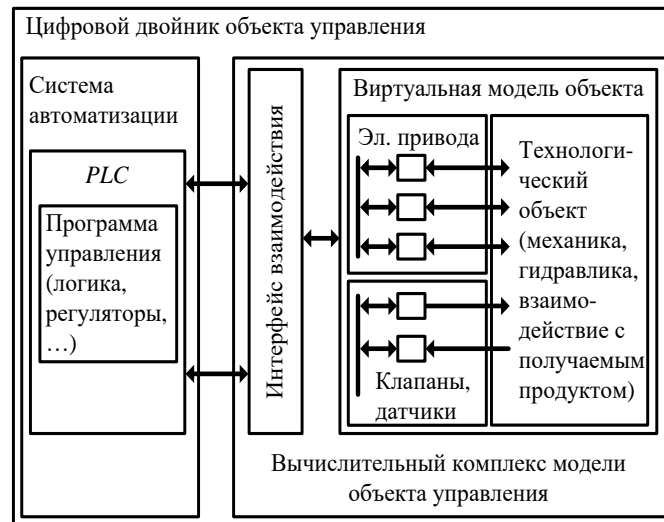 Цифровой двойник объекта управления
Система
автоматизации
PLC
Программа
управления
(логика,
регуляторы,
…)
Интерфейс взаимодействия
Виртуальная модель объекта
Эл. привода
Клапаны,
датчики
Технологи-
ческий
объект
(механика,
гидравлика,
взаимо-
действие с
получаемым
продуктом)
Вычислительный комплекс модели
объекта управления